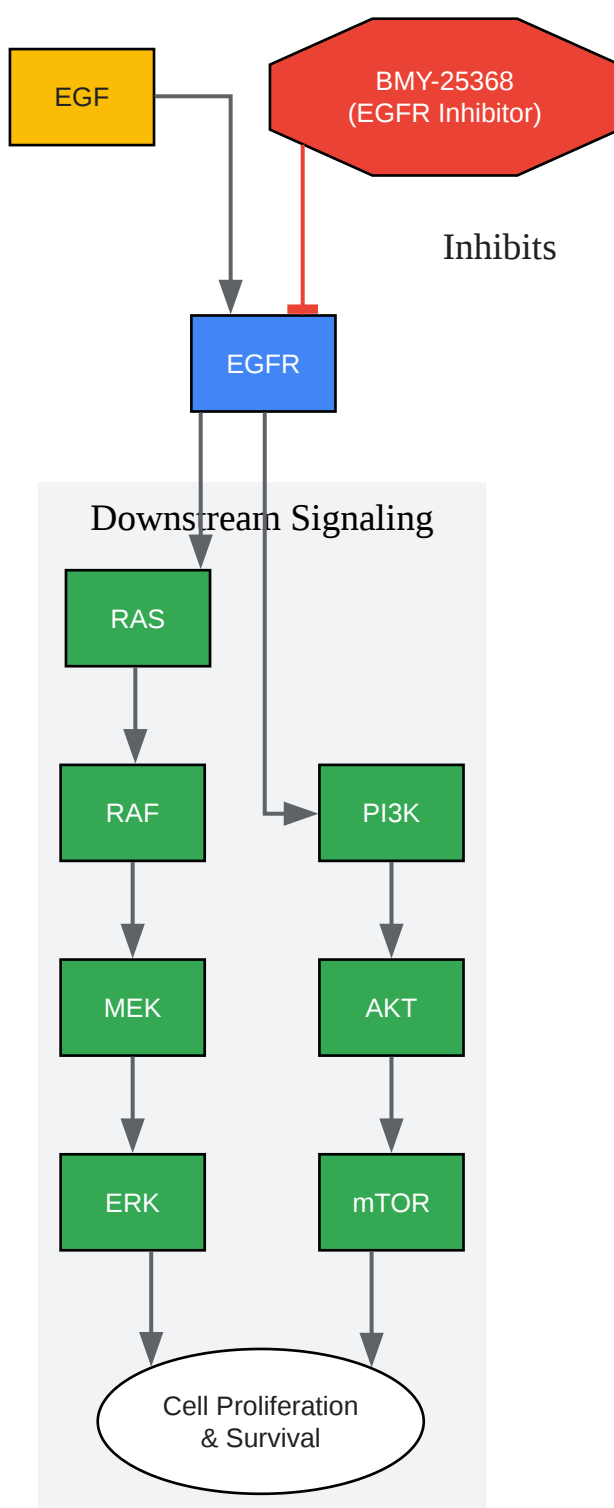 EGF
BMY-25368
(EGFR Inhibitor)
Inhibits
EGFR
Downstream Signaling
RAS
RAF
PI3K
MEK
AKT
ERK
mTOR
Cell Proliferation
& Survival